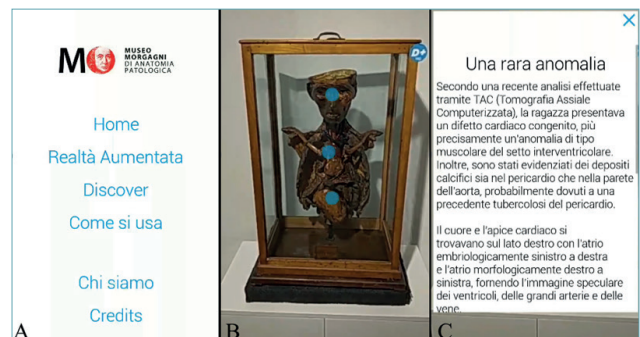 MUSEO
MORGAGNI
DI ANATOMIA
PATOLOGICA
Home
Realtà Aumentata
Discover
Come si usa
Chi siamo
Credits
A
D+
B
Una rara anomalia
Secondo una recente analisi effettuate
tramite TAC (Tomografia Assiale
Computerizzata), la ragazza presentava
un difetto cardiaco congenito, più
precisamente un'anomalia di tipo
muscolare del setto interventricolare.
Inoltre, sono stati evidenziati dei depositi
calcifici sia nel pericardio che nella parete
dell'aorta, probabilmente dovuti a una
precedente tubercolosi del pericardio.
Il cuore e l'apice cardiaco si
trovavano sul lato destro con l'atrio
embriologicamente sinistro a destra
e l'atrio morfologicamente destro a
sinistra, fornendo l'immagine speculare
dei ventricoli, delle grandi arterie e delle
vene.
C